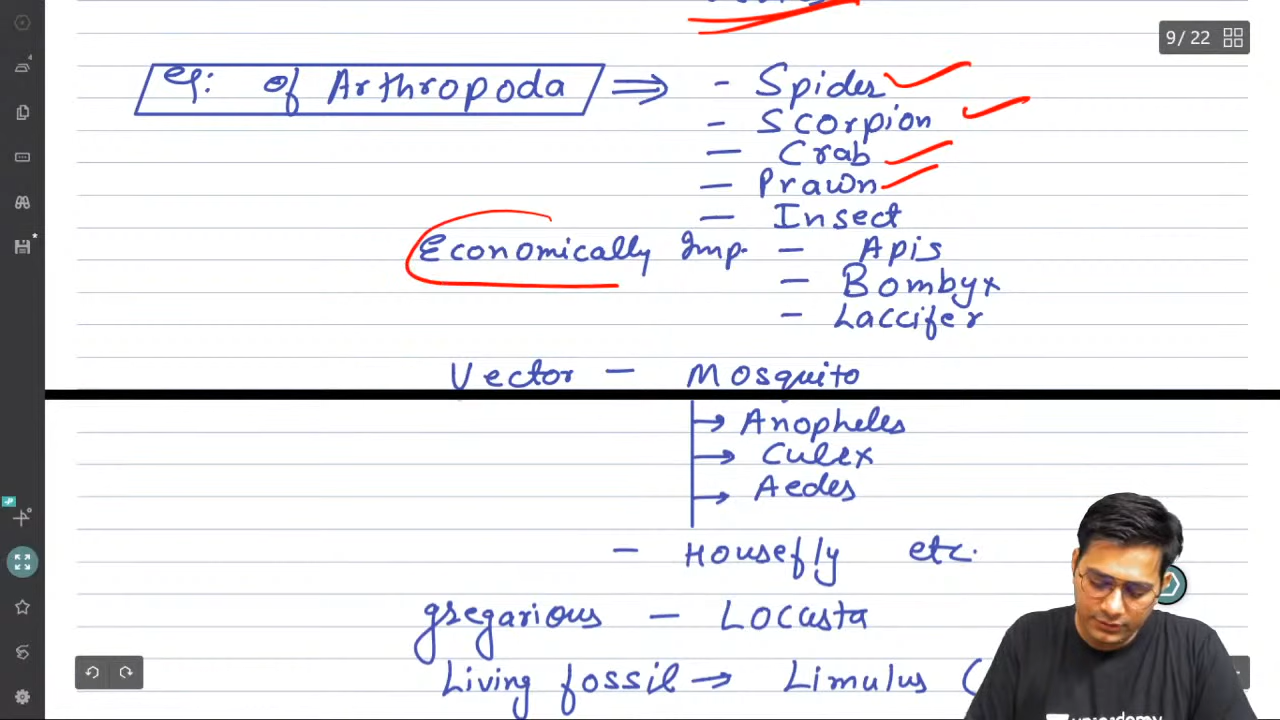 9/22
Eg: of Arthropoda ⇒ - Spider
- Scorpion
- Crab
- Prawn
- Insect
Economically Imp. - Apis
- Bombyx
- Laccifer
Vector - Mosquito
→ Anopheles
→ Culex
→ Aedes
- Housefly etc.
gregarious - Locusta
Living fossil → Limulus (